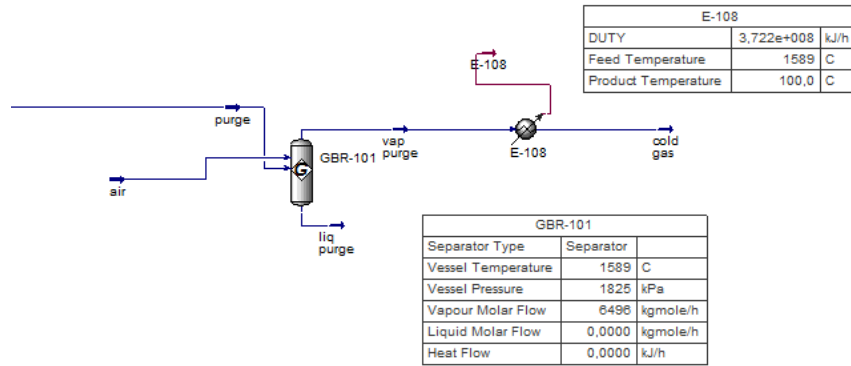 E-108
DUTY 3,722e+008 kJ/h
Feed Temperature 1589 C
Product Temperature 100,0 C
E-108
purge
vap
purge
E-108
cold
gas
GBR-101
G
air
liq
purge
GBR-101
Separator Type Separator
Vessel Temperature 1589 C
Vessel Pressure 1825 kPa
Vapour Molar Flow 6496 kgmole/h
Liquid Molar Flow 0,0000 kgmole/h
Heat Flow 0,0000 kJ/h